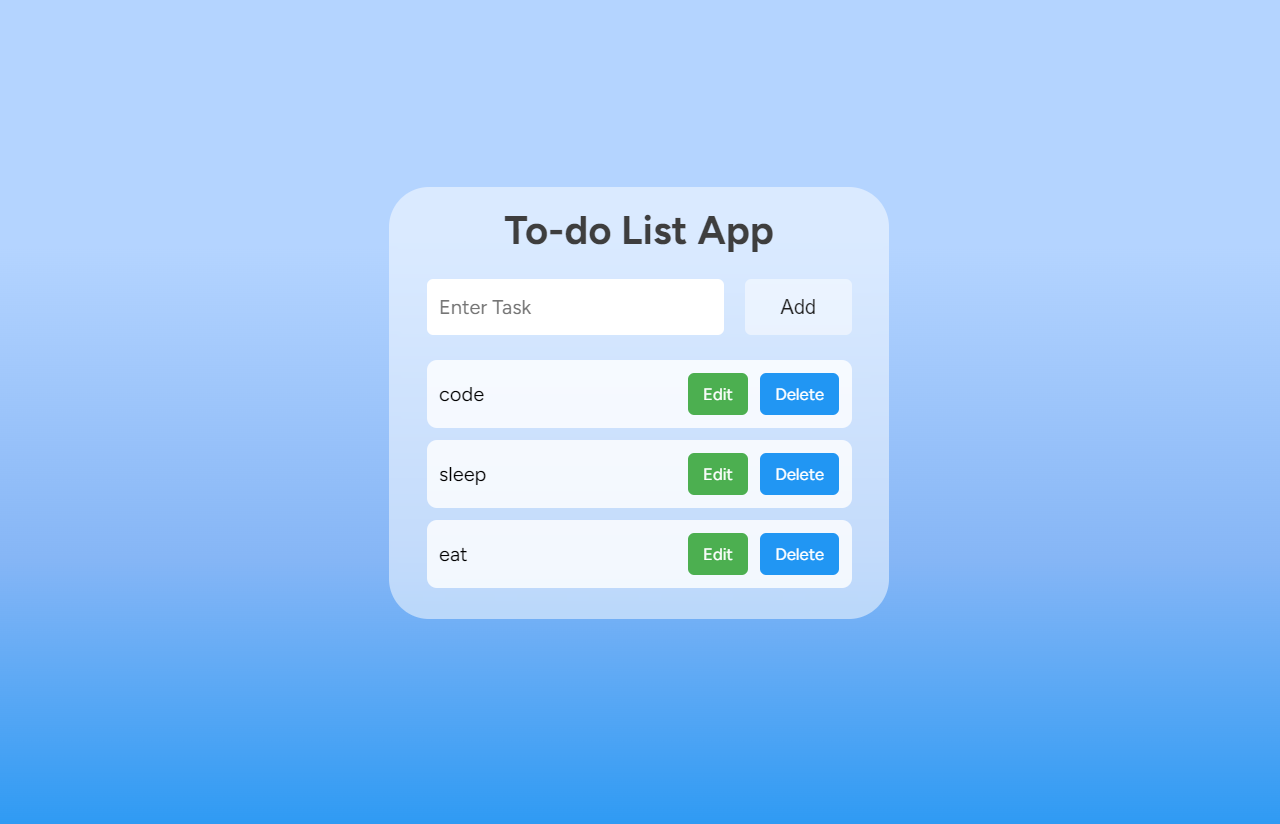 To-do List App
Enter Task Add
code Edit Delete
sleep Edit Delete
eat Edit Delete